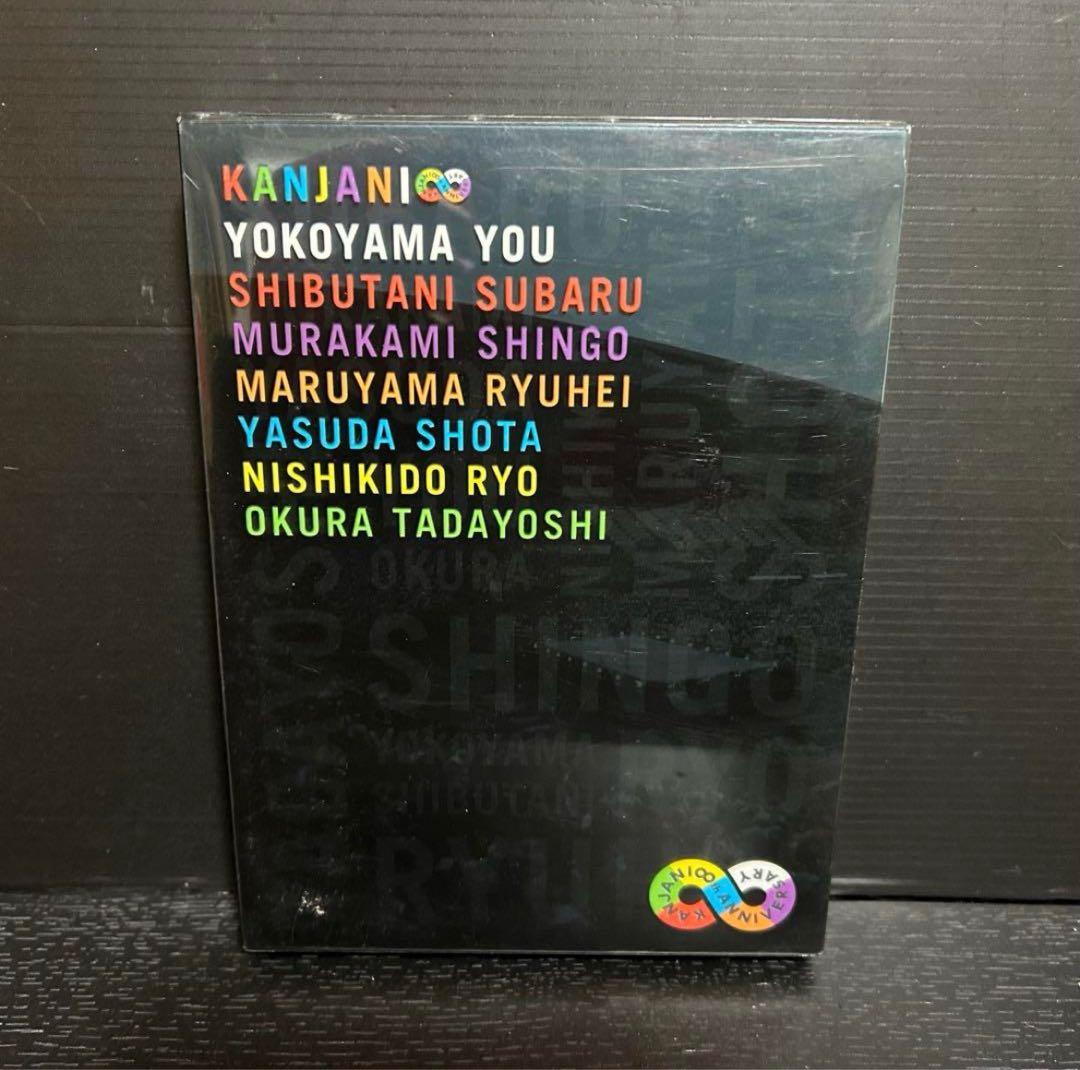 KANJANI∞
YOKOYAMA YOU
SHIBUTANI SUBARU
MURAKAMI SHINGO
MARUYAMA RYUHEI
YASUDA SHOTA
NISHIKIDO RYO
OKURA TADAYOSHI
OKURA
SHINGO
YOKOYAMA
SHIBUTANI
KANJANI∞
ANNIVERSARY